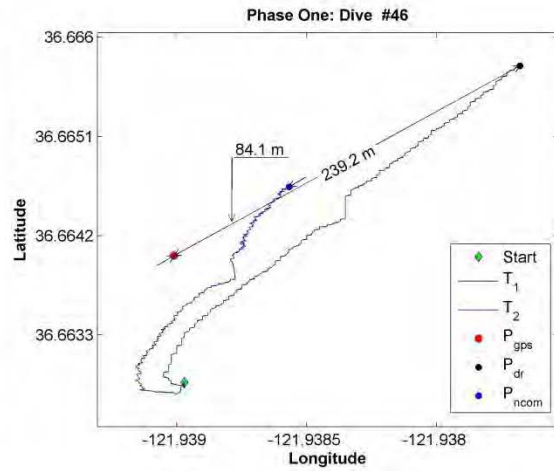 Phase One: Dive #46
36.666
36.6651
36.6642
36.6633
Latitude
84.1 m
239.2 m
Start
T1
T2
Pgps
Pdr
Pncom
-121.939
-121.9385
-121.938
Longitude